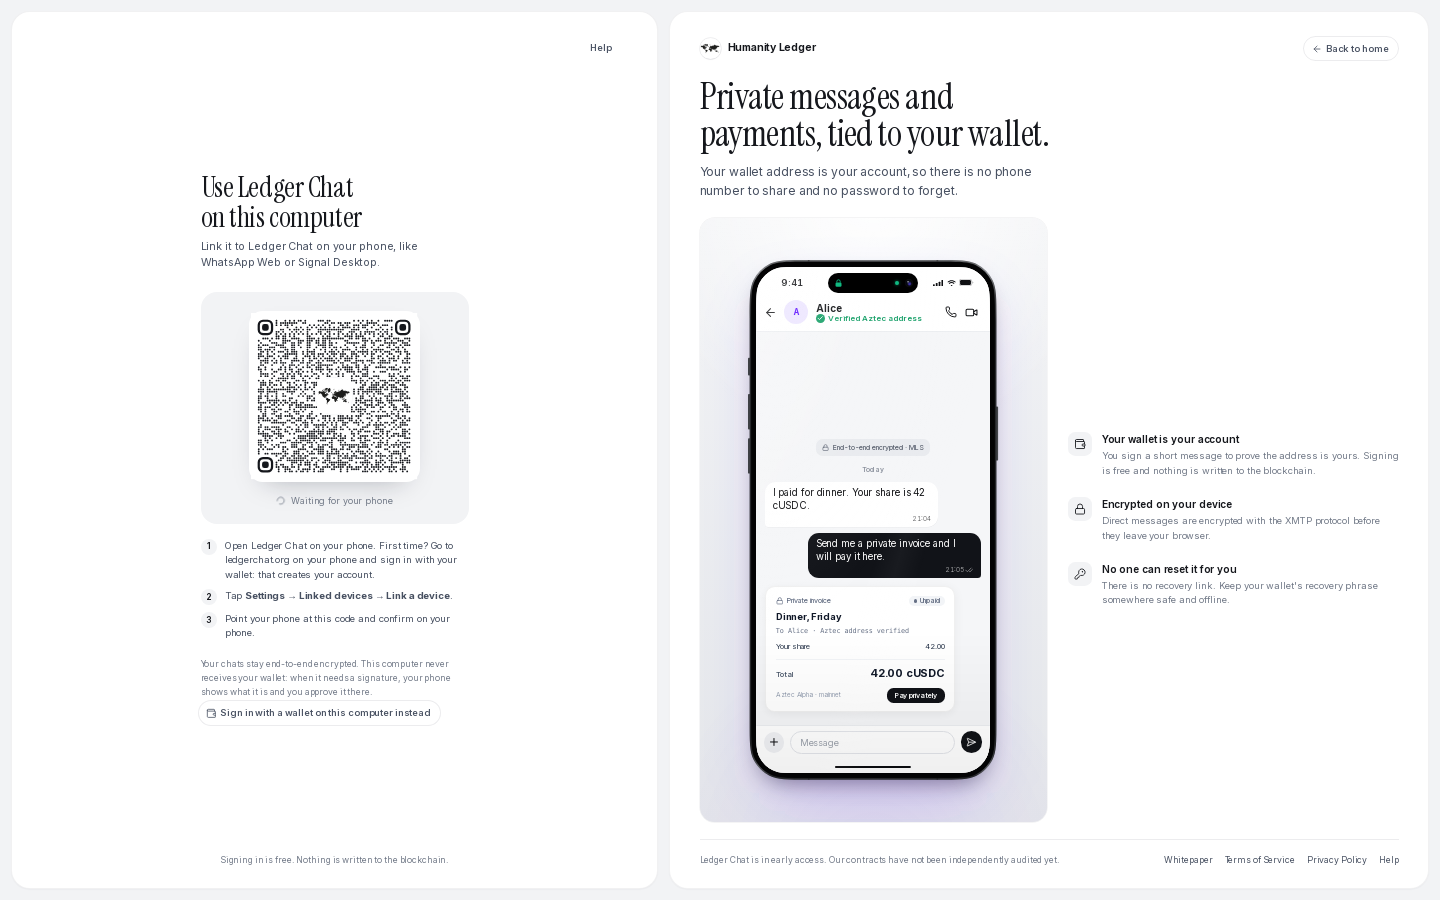 Help
Use Ledger Chat
on this computer
Link it to Ledger Chat on your phone, like
WhatsApp Web or Signal Desktop.
Waiting for your phone
1 Open Ledger Chat on your phone. First time? Go to
ledgerchat.org on your phone and sign in with your
wallet: that creates your account.
2 Tap Settings → Linked devices → Link a device.
3 Point your phone at this code and confirm on your
phone.
Your chats stay end-to-end encrypted. This computer never
receives your wallet: when it needs a signature, your phone
shows what it is and you approve it there.
Sign in with a wallet on this computer instead
Signing in is free. Nothing is written to the blockchain.
Humanity Ledger
← Back to home
Private messages and
payments, tied to your wallet.
Your wallet address is your account, so there is no phone
number to share and no password to forget.
9:41
A Alice
Verified Aztec address
End-to-end encrypted · MLS
Today
I paid for dinner. Your share is 42
cUSDC.
21:04
Send me a private invoice and I
will pay it here.
21:05
Private invoice Unpaid
Dinner, Friday
To Alice · Aztec address verified
Your share 42.00
Total 42.00 cUSDC
Aztec Alpha · mainnet Pay privately
Message
Your wallet is your account
You sign a short message to prove the address is yours. Signing
is free and nothing is written to the blockchain.
Encrypted on your device
Direct messages are encrypted with the XMTP protocol before
they leave your browser.
No one can reset it for you
There is no recovery link. Keep your wallet's recovery phrase
somewhere safe and offline.
Ledger Chat is in early access. Our contracts have not been independently audited yet.
Whitepaper Terms of Service Privacy Policy Help